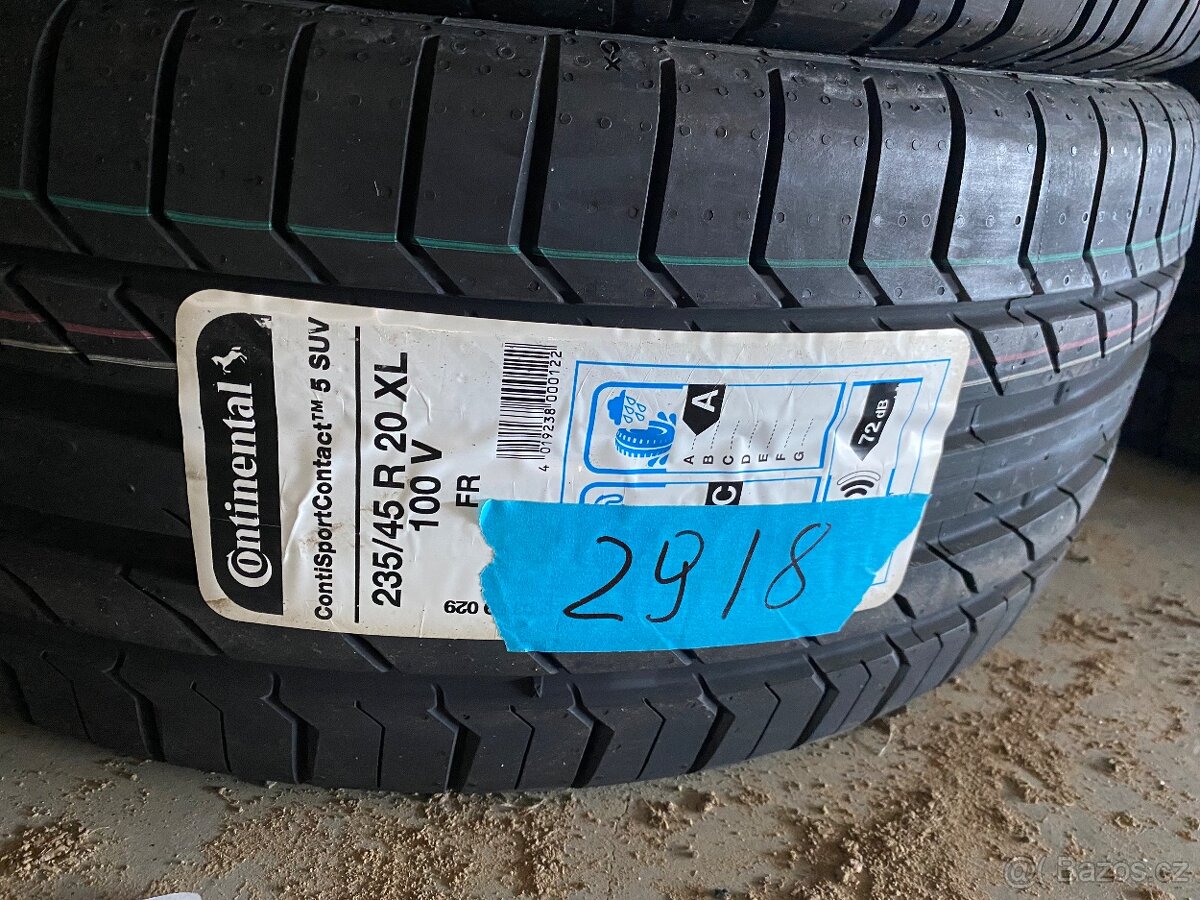 Continental
ContiSportContact™ 5 SUV
235/45 R 20 XL
100 V
FR
4 019238 000122
A
A
B
C
D
E
F
G
72 dB
C
029
2918
XG
© Bazos.cz